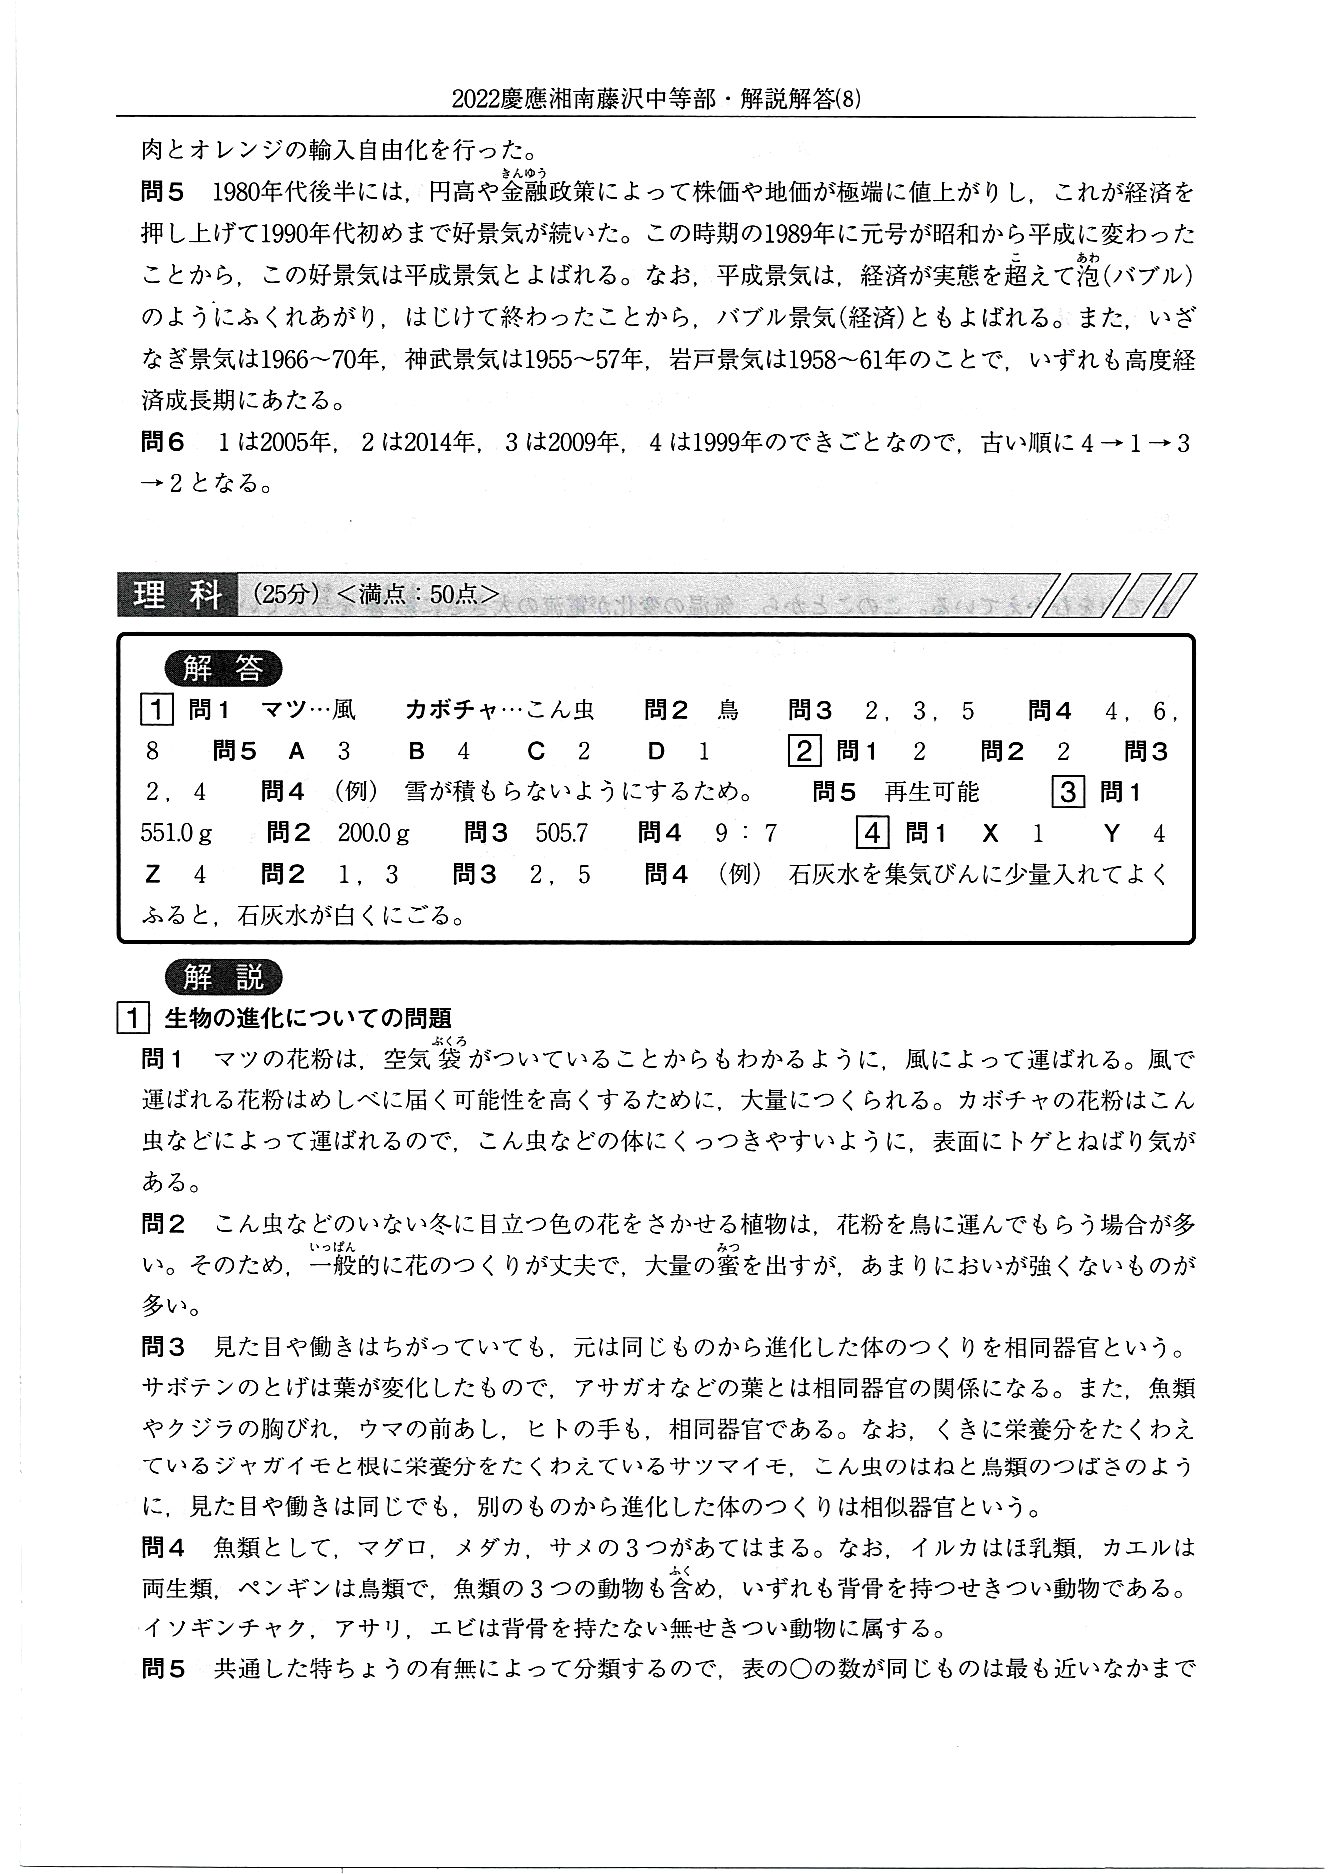 2022慶應湘南藤沢中等部・解説解答(8)
肉とオレンジの輸入自由化を行った。
問5　1980年代後半には，円高や金融政策によって株価や地価が極端に値上がりし，これが経済を
押し上げて1990年代初めまで好景気が続いた。この時期の1989年に元号が昭和から平成に変わった
ことから，この好景気は平成景気とよばれる。なお，平成景気は，経済が実態を超えて泡(バブル)
のようにふくれあがり，はじけて終わったことから，バブル景気(経済)ともよばれる。また，いざ
なぎ景気は1966～70年，神武景気は1955～57年，岩戸景気は1958～61年のことで，いずれも高度経
済成長期にあたる。
問6　1は2005年，2は2014年，3は2009年，4は1999年のできごとなので，古い順に4→1→3
→2となる。
理科　(25分)＜満点：50点＞
解答
1 問1　マツ…風　カボチャ…こん虫　問2　鳥　問3　2，3，5　問4　4，6，
8　問5　A　3　B　4　C　2　D　1　2 問1　2　問2　2　問3
2，4　問4　(例)　雪が積もらないようにするため。　問5　再生可能　3 問1
551.0g　問2　200.0g　問3　505.7　問4　9：7　4 問1　X　1　Y　4
Z　4　問2　1，3　問3　2，5　問4　(例)　石灰水を集気びんに少量入れてよく
ふると，石灰水が白くにごる。
解説
1 生物の進化についての問題
問1　マツの花粉は，空気袋がついていることからもわかるように，風によって運ばれる。風で
運ばれる花粉はめしべに届く可能性を高くするために，大量につくられる。カボチャの花粉はこん
虫などによって運ばれるので，こん虫などの体にくっつきやすいように，表面にトゲとねばり気が
ある。
問2　こん虫などのいない冬に目立つ色の花をさかせる植物は，花粉を鳥に運んでもらう場合が多
い。そのため，一般的に花のつくりが丈夫で，大量の蜜を出すが，あまりにおいが強くないものが
多い。
問3　見た目や働きはちがっていても，元は同じものから進化した体のつくりを相同器官という。
サボテンのとげは葉が変化したもので，アサガオなどの葉とは相同器官の関係になる。また，魚類
やクジラの胸びれ，ウマの前あし，ヒトの手も，相同器官である。なお，くきに栄養分をたくわえ
ているジャガイモと根に栄養分をたくわえているサツマイモ，こん虫のはねと鳥類のつばさのよう
に，見た目や働きは同じでも，別のものから進化した体のつくりは相似器官という。
問4　魚類として，マグロ，メダカ，サメの3つがあてはまる。なお，イルカはほ乳類，カエルは
両生類，ペンギンは鳥類で，魚類の3つの動物も含め，いずれも背骨を持つせきつい動物である。
イソギンチャク，アサリ，エビは背骨を持たない無せきつい動物に属する。
問5　共通した特ちょうの有無によって分類するので，表の○の数が同じものは最も近いなかまで